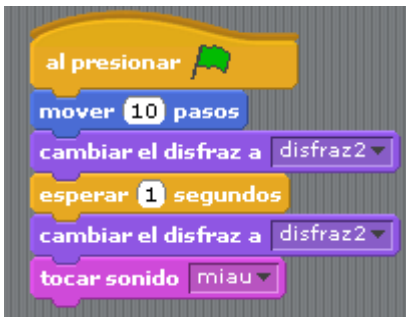 al presionar
mover 10 pasos
cambiar el disfraz a disfraz2
esperar 1 segundos
cambiar el disfraz a disfraz2
tocar sonido miau